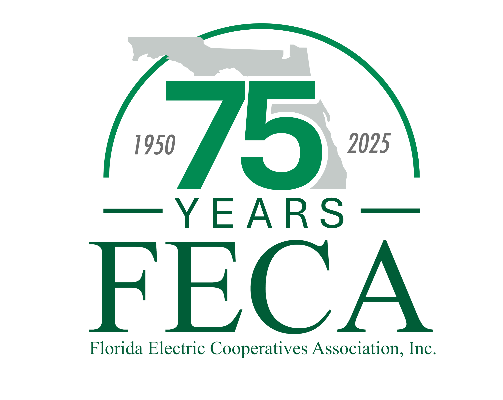 75
1950 2025
YEARS
FECA
Florida Electric Cooperatives Association, Inc.